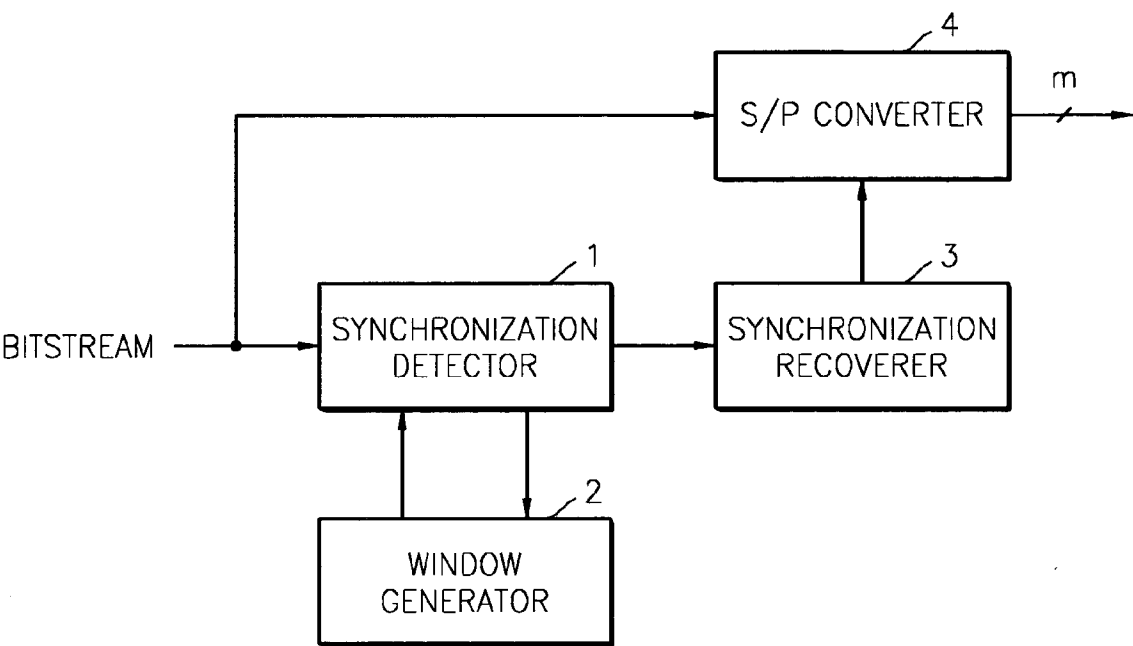 4
S/P CONVERTER
m
1
SYNCHRONIZATION
DETECTOR
3
SYNCHRONIZATION
RECOVERER
BITSTREAM
2
WINDOW
GENERATOR